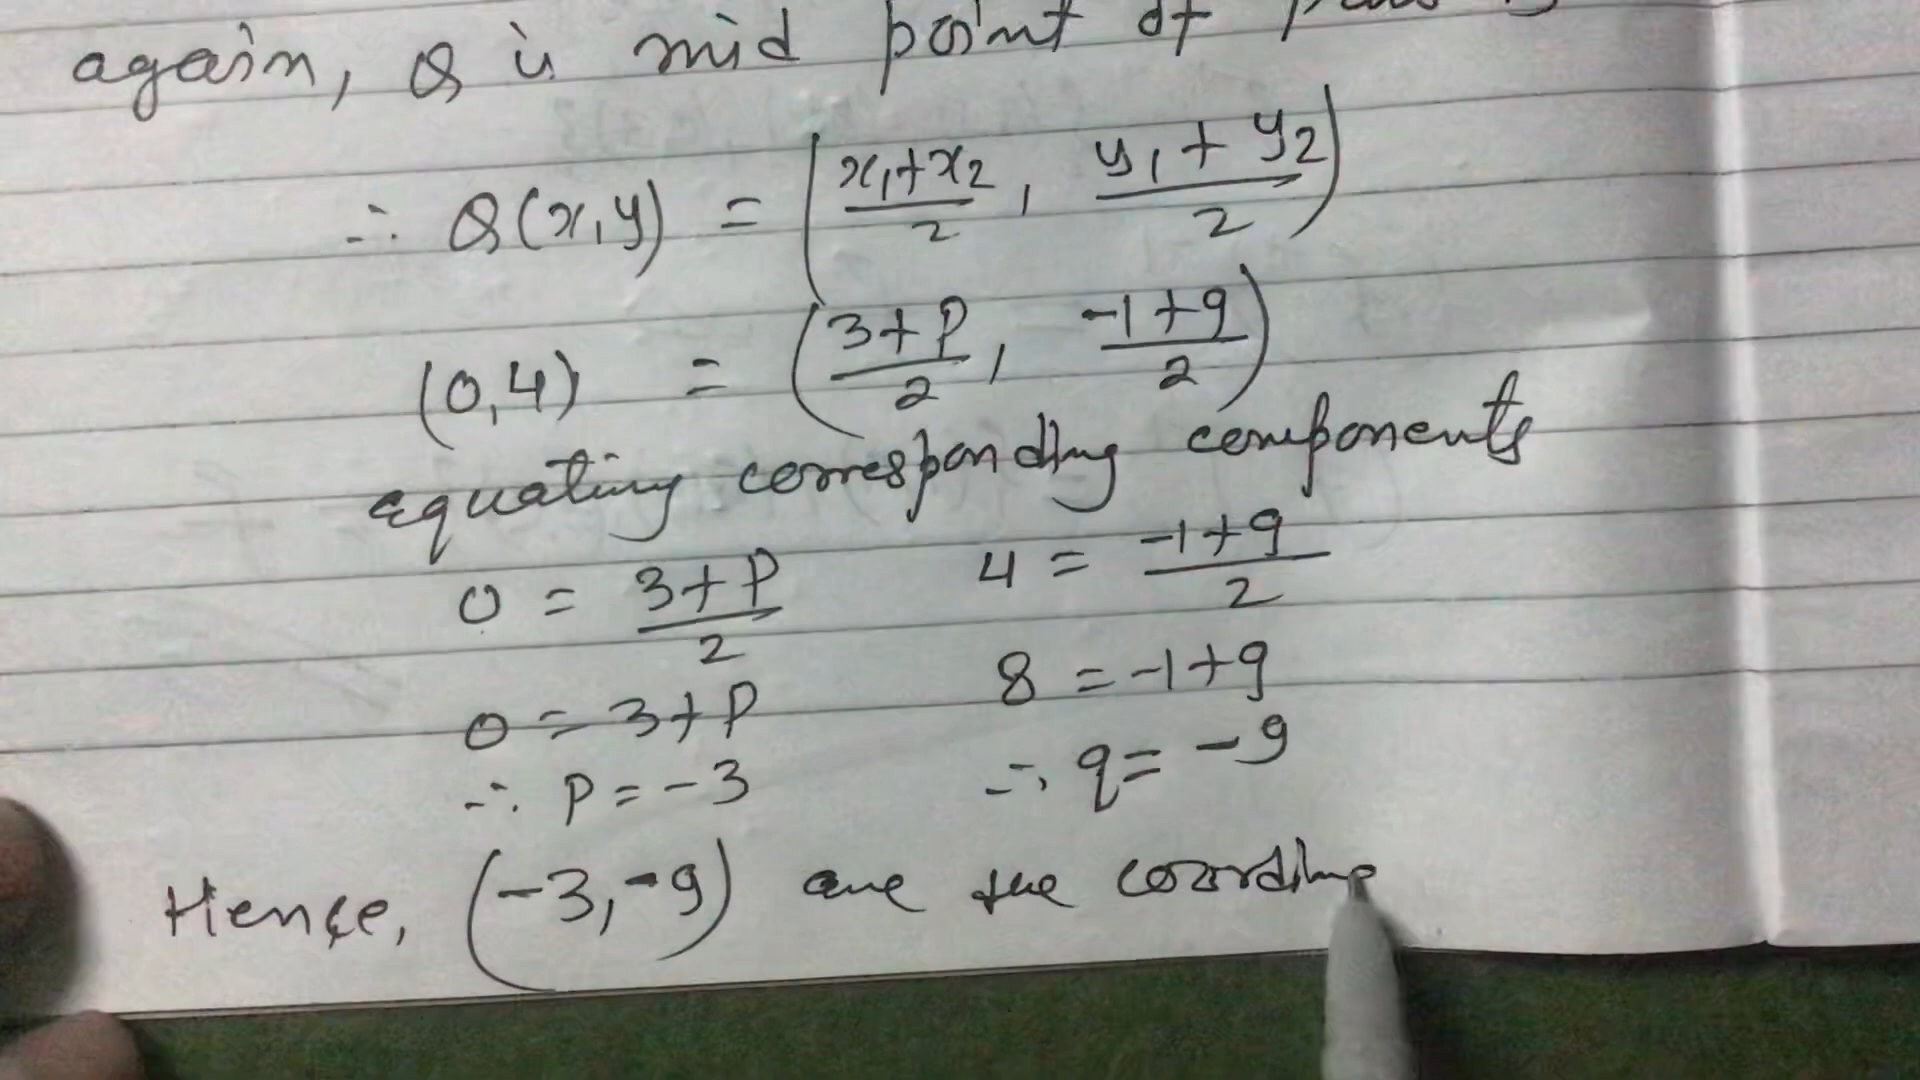 again, Q is mid point of
∴ Q(x,y) = (x₁+x₂/2, y₁+y₂/2)
(0,4) = (3+p/2, -1+q/2)
equating corresponding components
0 = 3+p/2 4 = -1+q/2
0 = 3+p 8 = -1+q
∴ p = -3 ∴ q = -9
Hence, (-3,-9) are the coordin